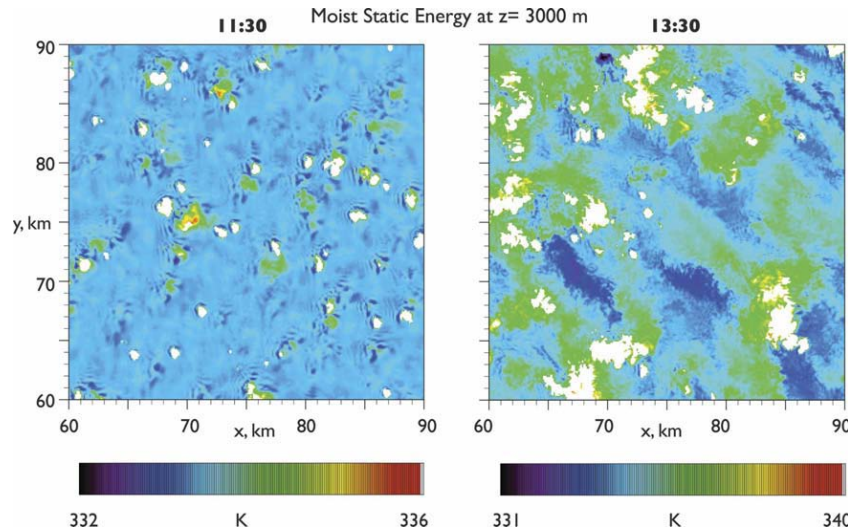 Moist Static Energy at z= 3000 m
11:30
13:30
90
80
y, km
70
60
60 70 80 90
x, km
60 70 80 90
x, km
332 K 336
331 K 340